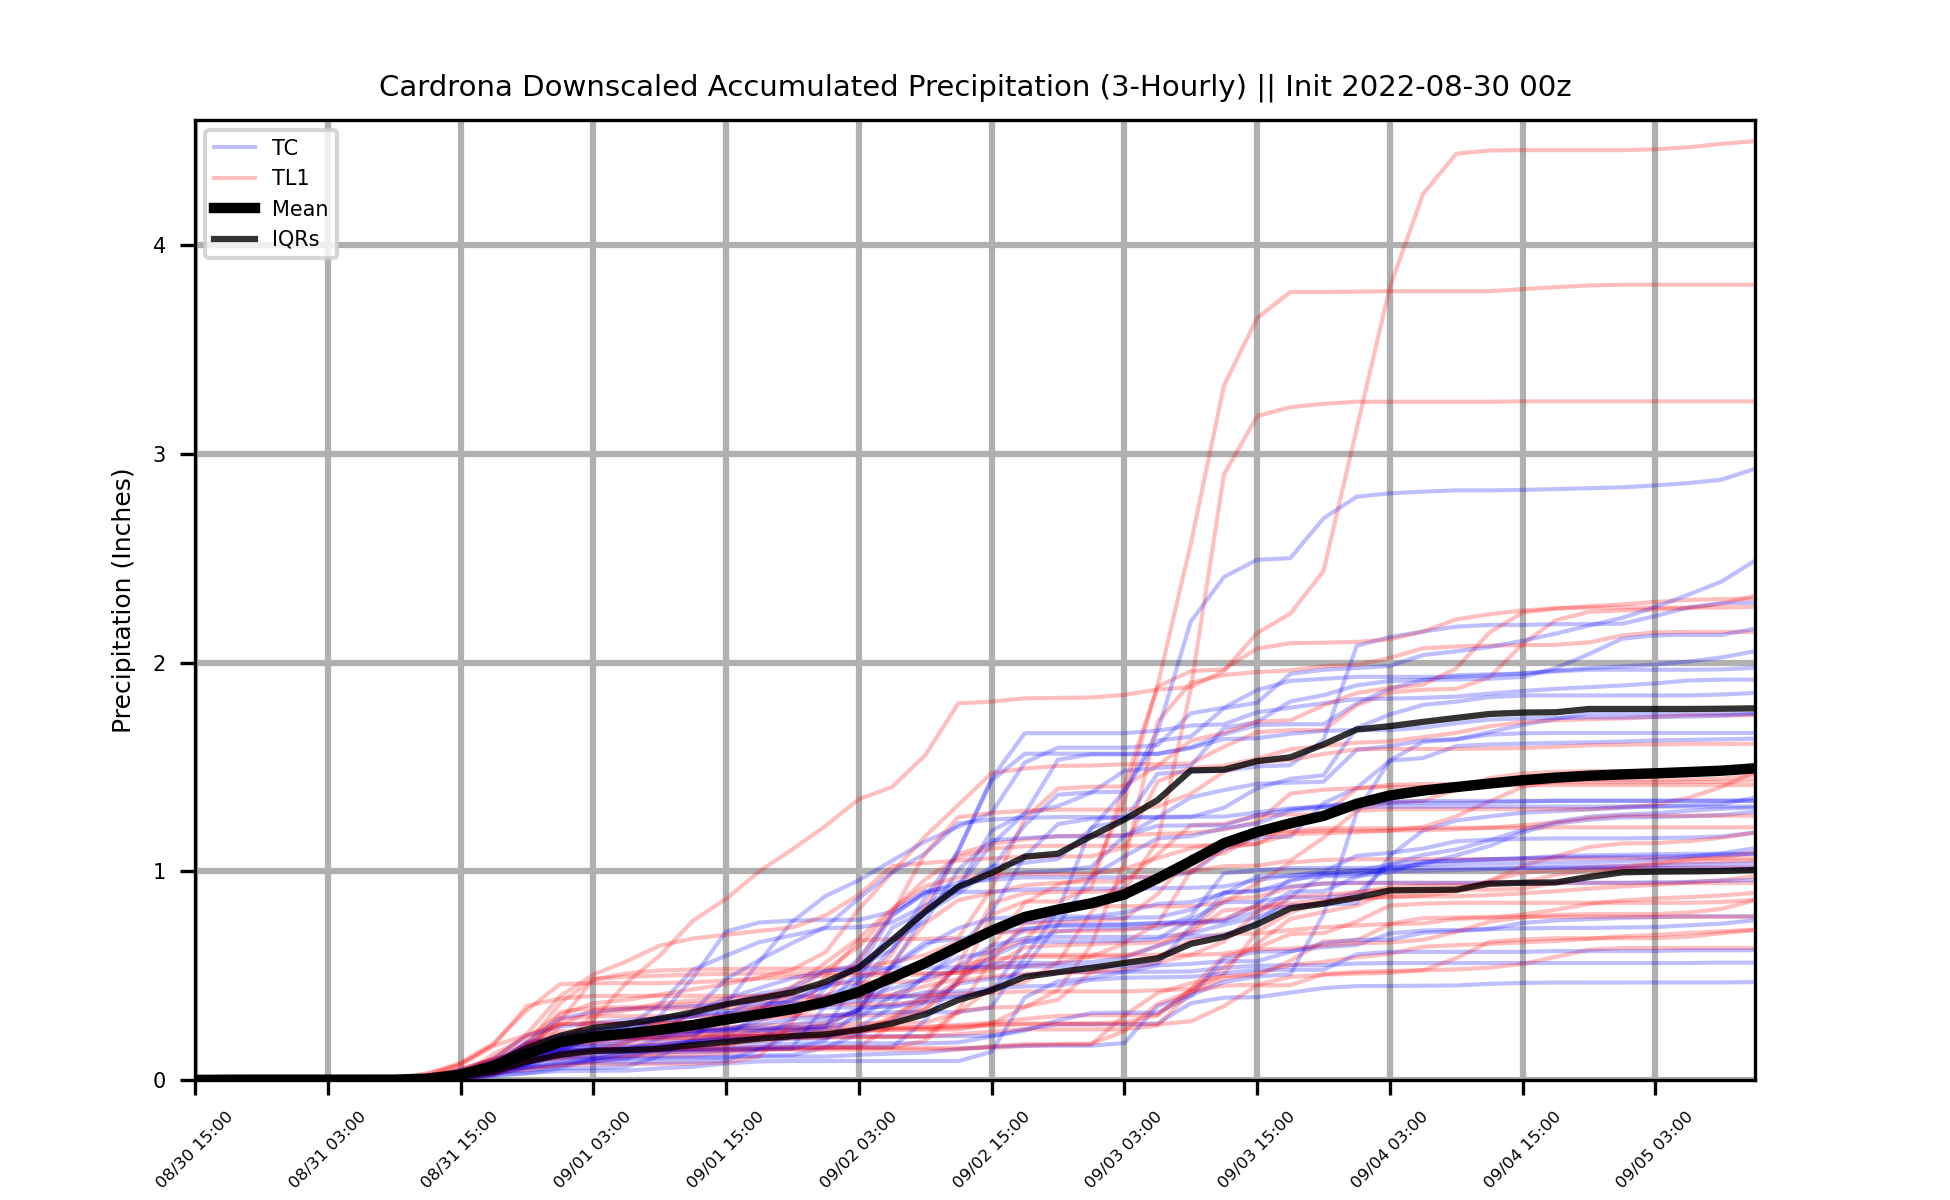 Cardrona Downscaled Accumulated Precipitation (3-Hourly) || Init 2022-08-30 00z
TC
TL1
Mean
IQRs
Precipitation (Inches)
4
3
2
1
0
08/30 15:00
08/31 03:00
08/31 15:00
09/01 03:00
09/01 15:00
09/02 03:00
09/02 15:00
09/03 03:00
09/03 15:00
09/04 03:00
09/04 15:00
09/05 03:00